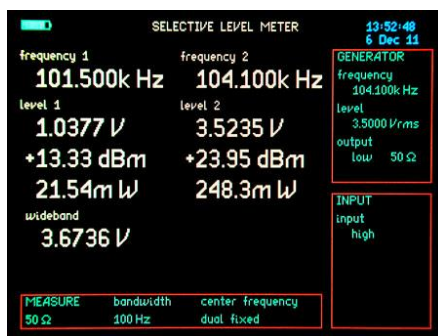 SELECTIVE LEVEL METER
13:52:48
6 Dec 11
frequency 1
frequency 2
101.500k Hz
104.100k Hz
level 1
level 2
1.0377 V
3.5235 V
+13.33 dBm
+23.95 dBm
21.54m W
248.3m W
wideband
3.6736 V
GENERATOR
frequency
104.100k Hz
level
3.5000 Vrms
output
low 50 Ω
INPUT
input
high
MEASURE bandwidth center frequency
50 Ω 100 Hz dual fixed